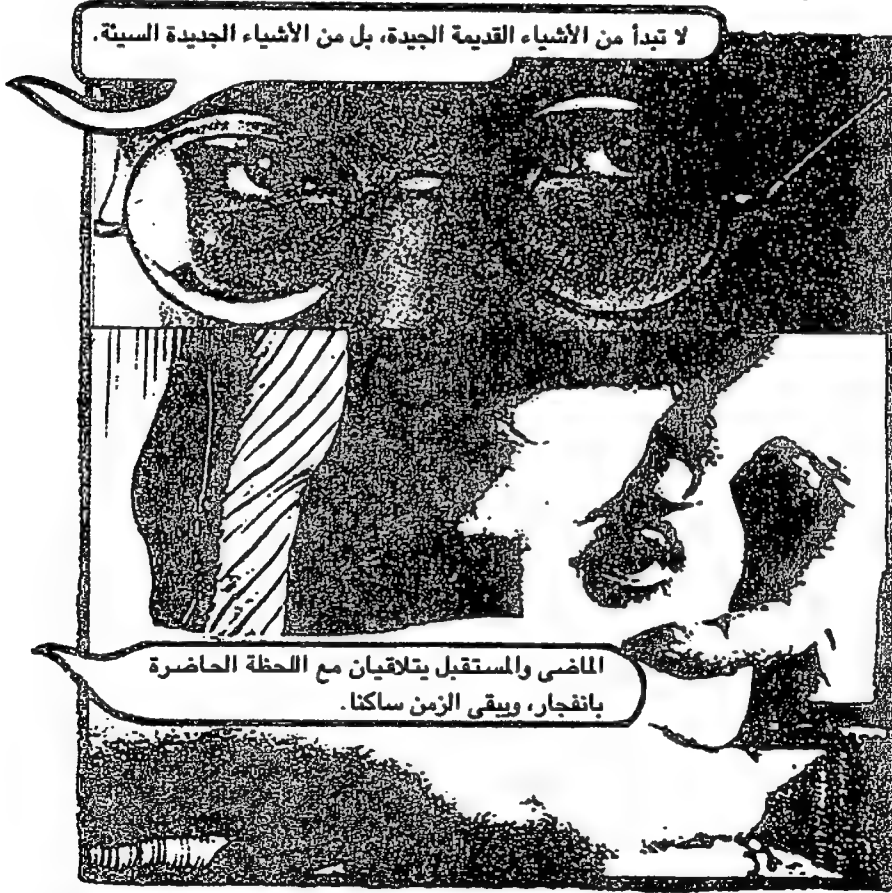 لا تبدأ من الأشياء القديمة الجيدة، بل من الأشياء الجديدة السيئة.
الماضى والمستقبل يتلاقيان مع اللحظة الحاضرة
بانفجار، ويبقى الزمن ساكنا.